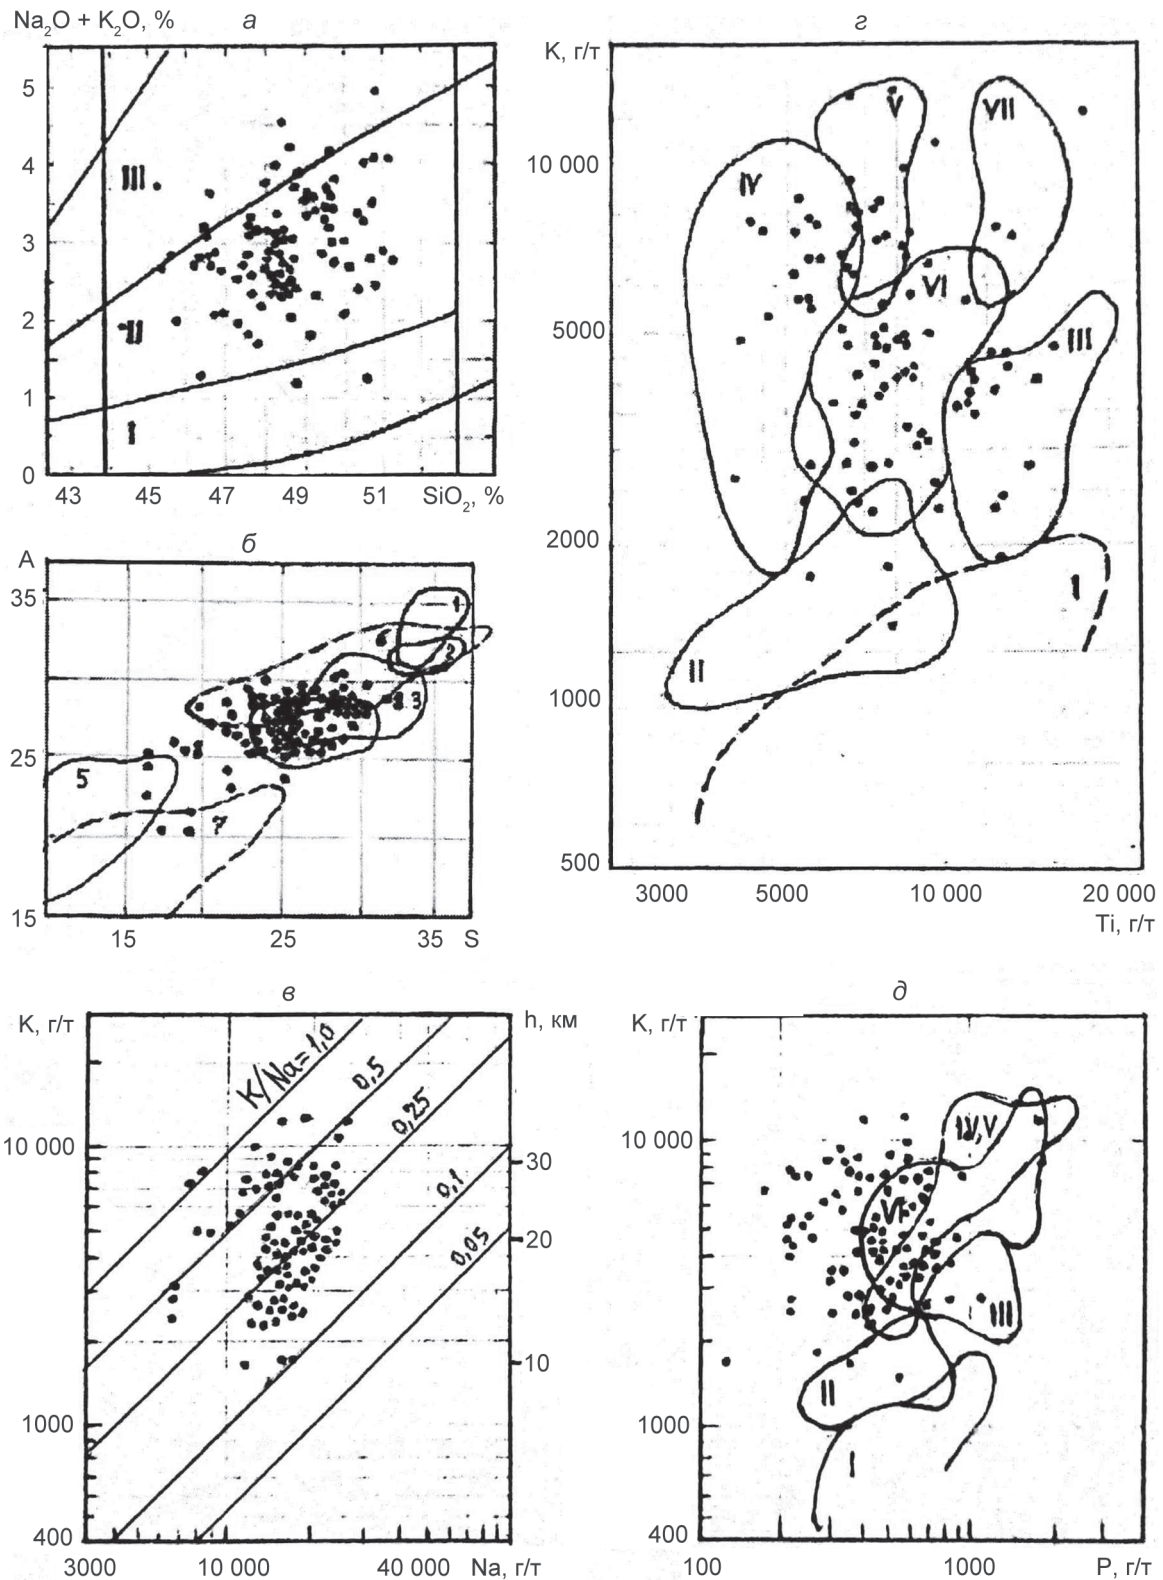 Na₂O + K₂O, % а
5
4
3
2
1
0
III
II
I
43 45 47 49 51 SiO₂, %
б
A
35
25
15
1
2
3
5
6
7
15 25 35 S
в
K, г/т
h, км
10 000
1000
400
K/Na=1,0
0,5
0,25
0,1
0,05
30
20
10
3000 10 000 Na, г/т 40 000
г
K, г/т
10 000
5000
2000
1000
500
IV
V
VII
VI
III
II
I
3000 5000 10 000 20 000
Ti, г/т
д
K, г/т
10 000
1000
400
IV,V
VI
III
II
I
100 1000 P, г/т